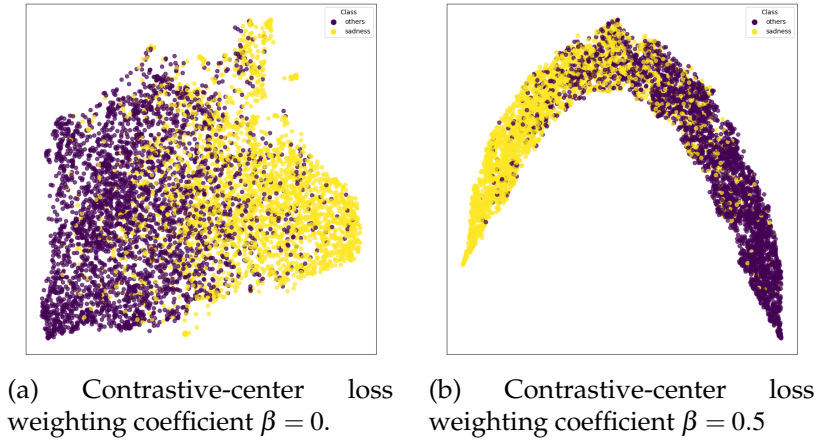 Class
others
sadness
Class
others
sadness
(a) Contrastive-center loss
weighting coefficient β = 0.
(b) Contrastive-center loss
weighting coefficient β = 0.5